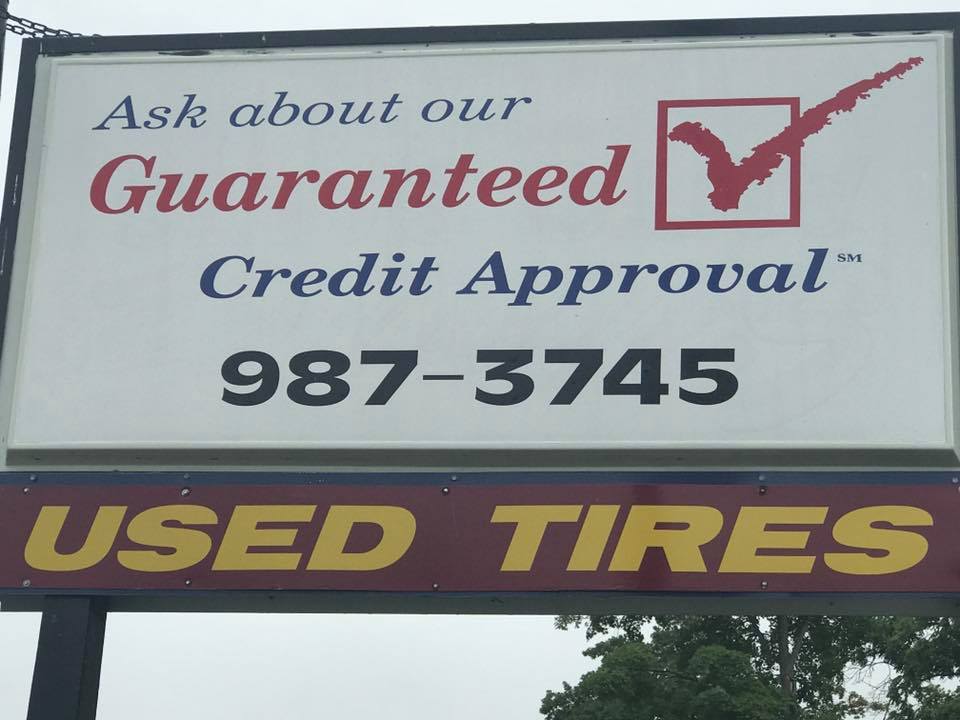 Ask about our
Guaranteed
Credit Approval℠
987-3745
USED TIRES